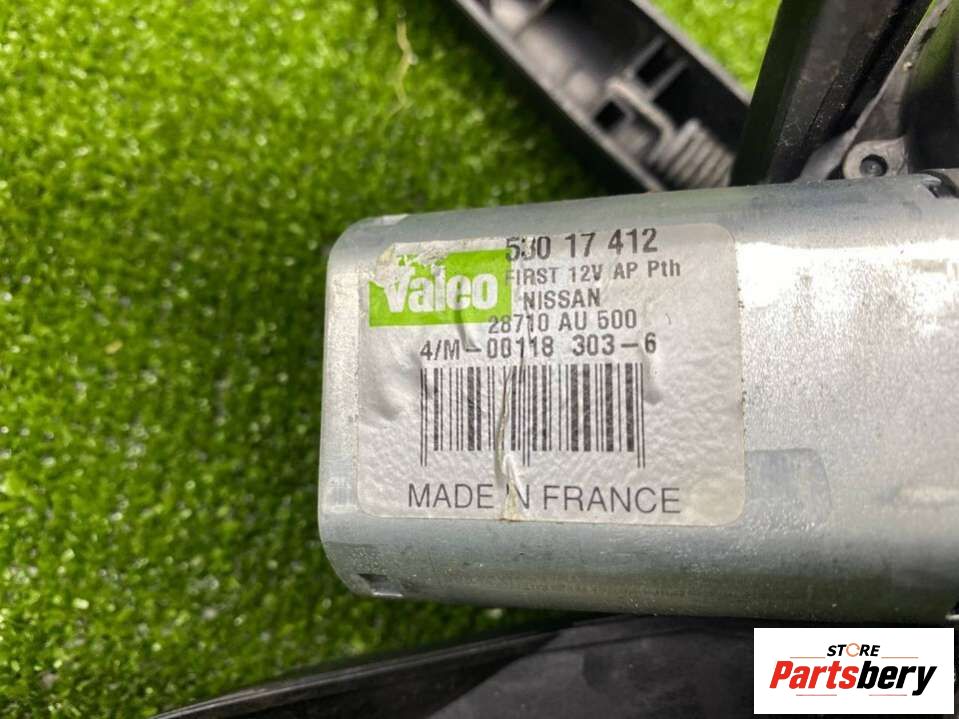 Valeo
530 17 412
FIRST 12V AP Pth
NISSAN
28710 AU 500
4/M-00118 303-6
MADE IN FRANCE
STORE
Partsbery